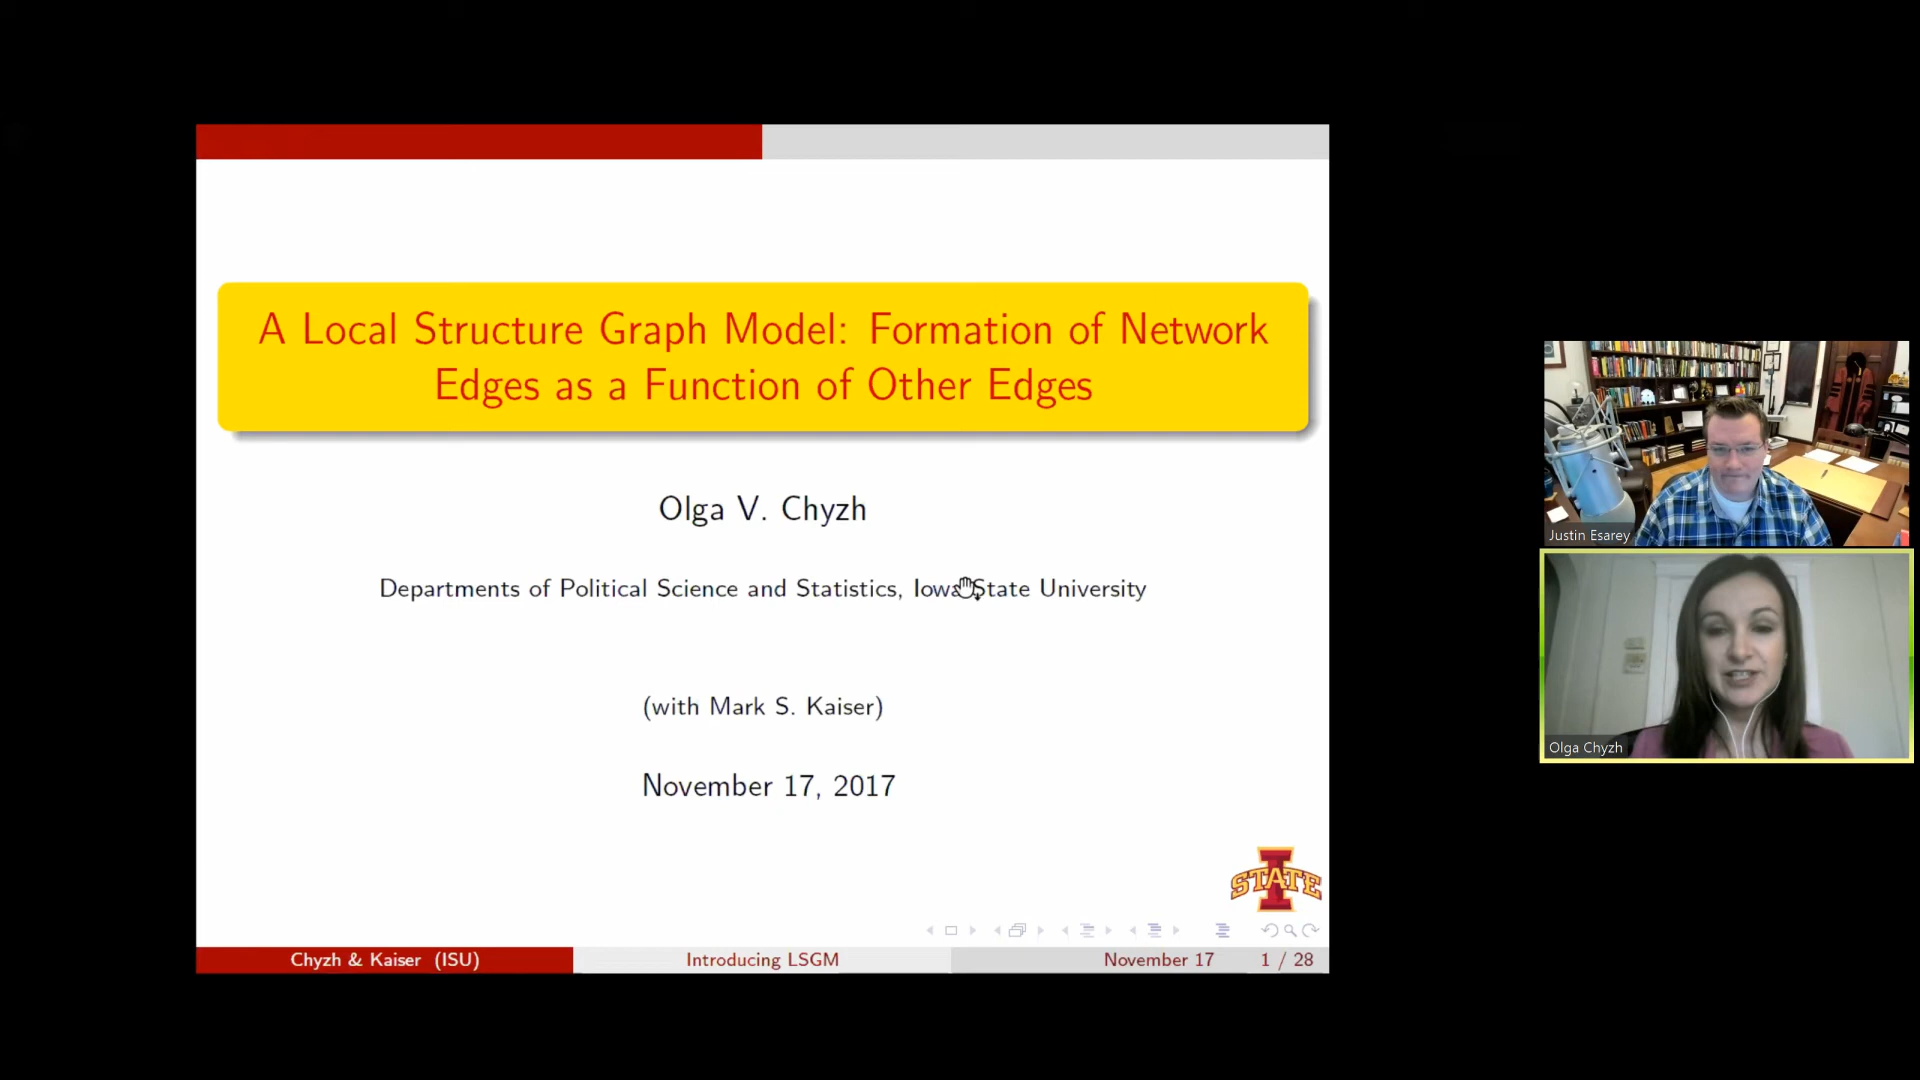 A Local Structure Graph Model: Formation of Network
Edges as a Function of Other Edges
Olga V. Chyzh
Departments of Political Science and Statistics, Iowa State University
(with Mark S. Kaiser)
November 17, 2017
STATE
Chyzh & Kaiser (ISU)
Introducing LSGM
November 17
1 / 28
Justin Esarey
Olga Chyzh